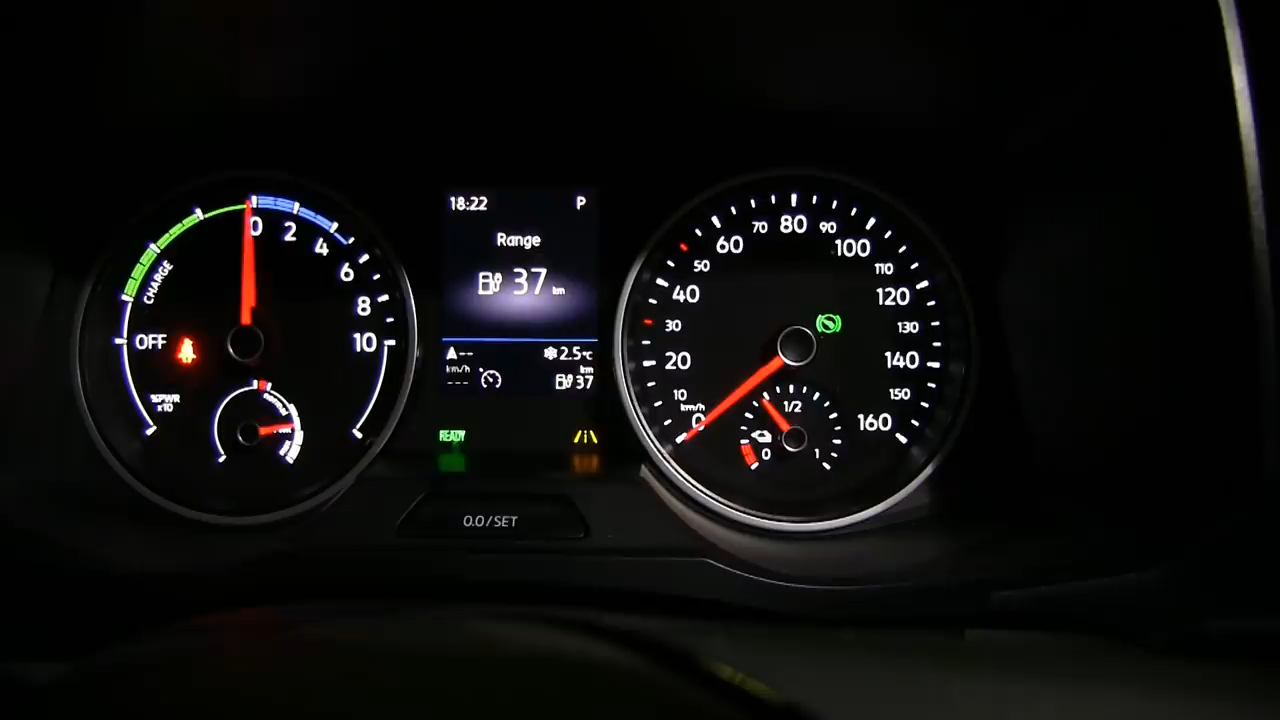 0
2
4
6
8
10
CHARGE
OFF
%PWR
x10
normal
18:22 P
Range
37 km
--
2.5°C
km/h
---
km
37
READY
0.0/SET
0
10
20
30
40
50
60
70
80
90
100
110
120
130
140
150
160
km/h
0
1/2
1